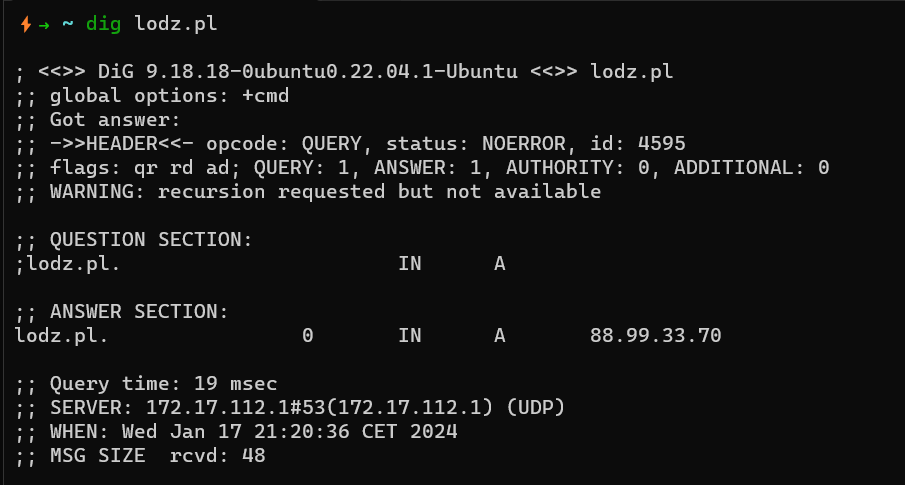 ⚡→ ~ dig lodz.pl
; <<>> DiG 9.18.18-0ubuntu0.22.04.1-Ubuntu <<>> lodz.pl
;; global options: +cmd
;; Got answer:
;; ->>HEADER<<- opcode: QUERY, status: NOERROR, id: 4595
;; flags: qr rd ad; QUERY: 1, ANSWER: 1, AUTHORITY: 0, ADDITIONAL: 0
;; WARNING: recursion requested but not available
;; QUESTION SECTION:
;lodz.pl. IN A
;; ANSWER SECTION:
lodz.pl. 0 IN A 88.99.33.70
;; Query time: 19 msec
;; SERVER: 172.17.112.1#53(172.17.112.1) (UDP)
;; WHEN: Wed Jan 17 21:20:36 CET 2024
;; MSG SIZE  rcvd: 48